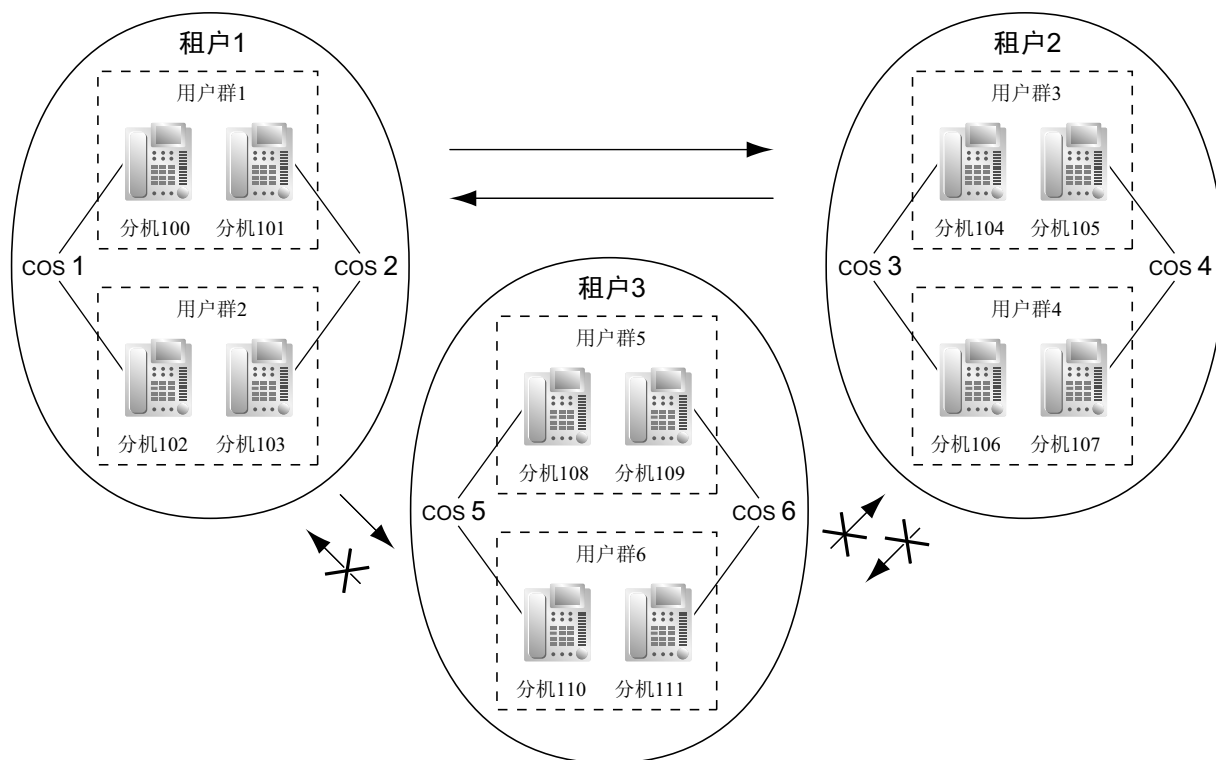 租户1
用户群1
分机100 分机101
COS 1 COS 2
用户群2
分机102 分机103
租户2
用户群3
分机104 分机105
COS 3 COS 4
用户群4
分机106 分机107
租户3
用户群5
分机108 分机109
COS 5 COS 6
用户群6
分机110 分机111